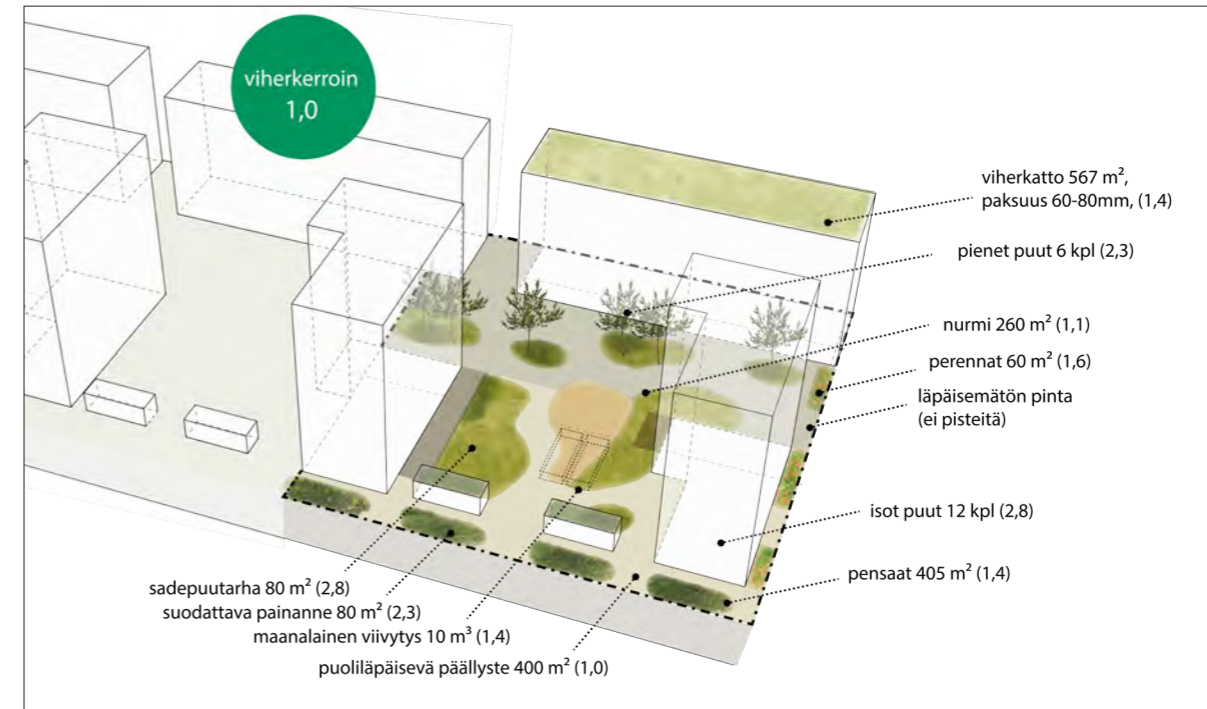 viherkerroin
1,0
viherkatto 567 m²,
paksuus 60-80mm, (1,4)
pienet puut 6 kpl (2,3)
nurmi 260 m² (1,1)
perennat 60 m² (1,6)
läpäisemätön pinta
(ei pisteitä)
isot puut 12 kpl (2,8)
pensaat 405 m² (1,4)
sadepuutarha 80 m² (2,8)
suodattava painanne 80 m² (2,3)
maanalainen viivytys 10 m³ (1,4)
puoliläpäisevä päällyste 400 m² (1,0)